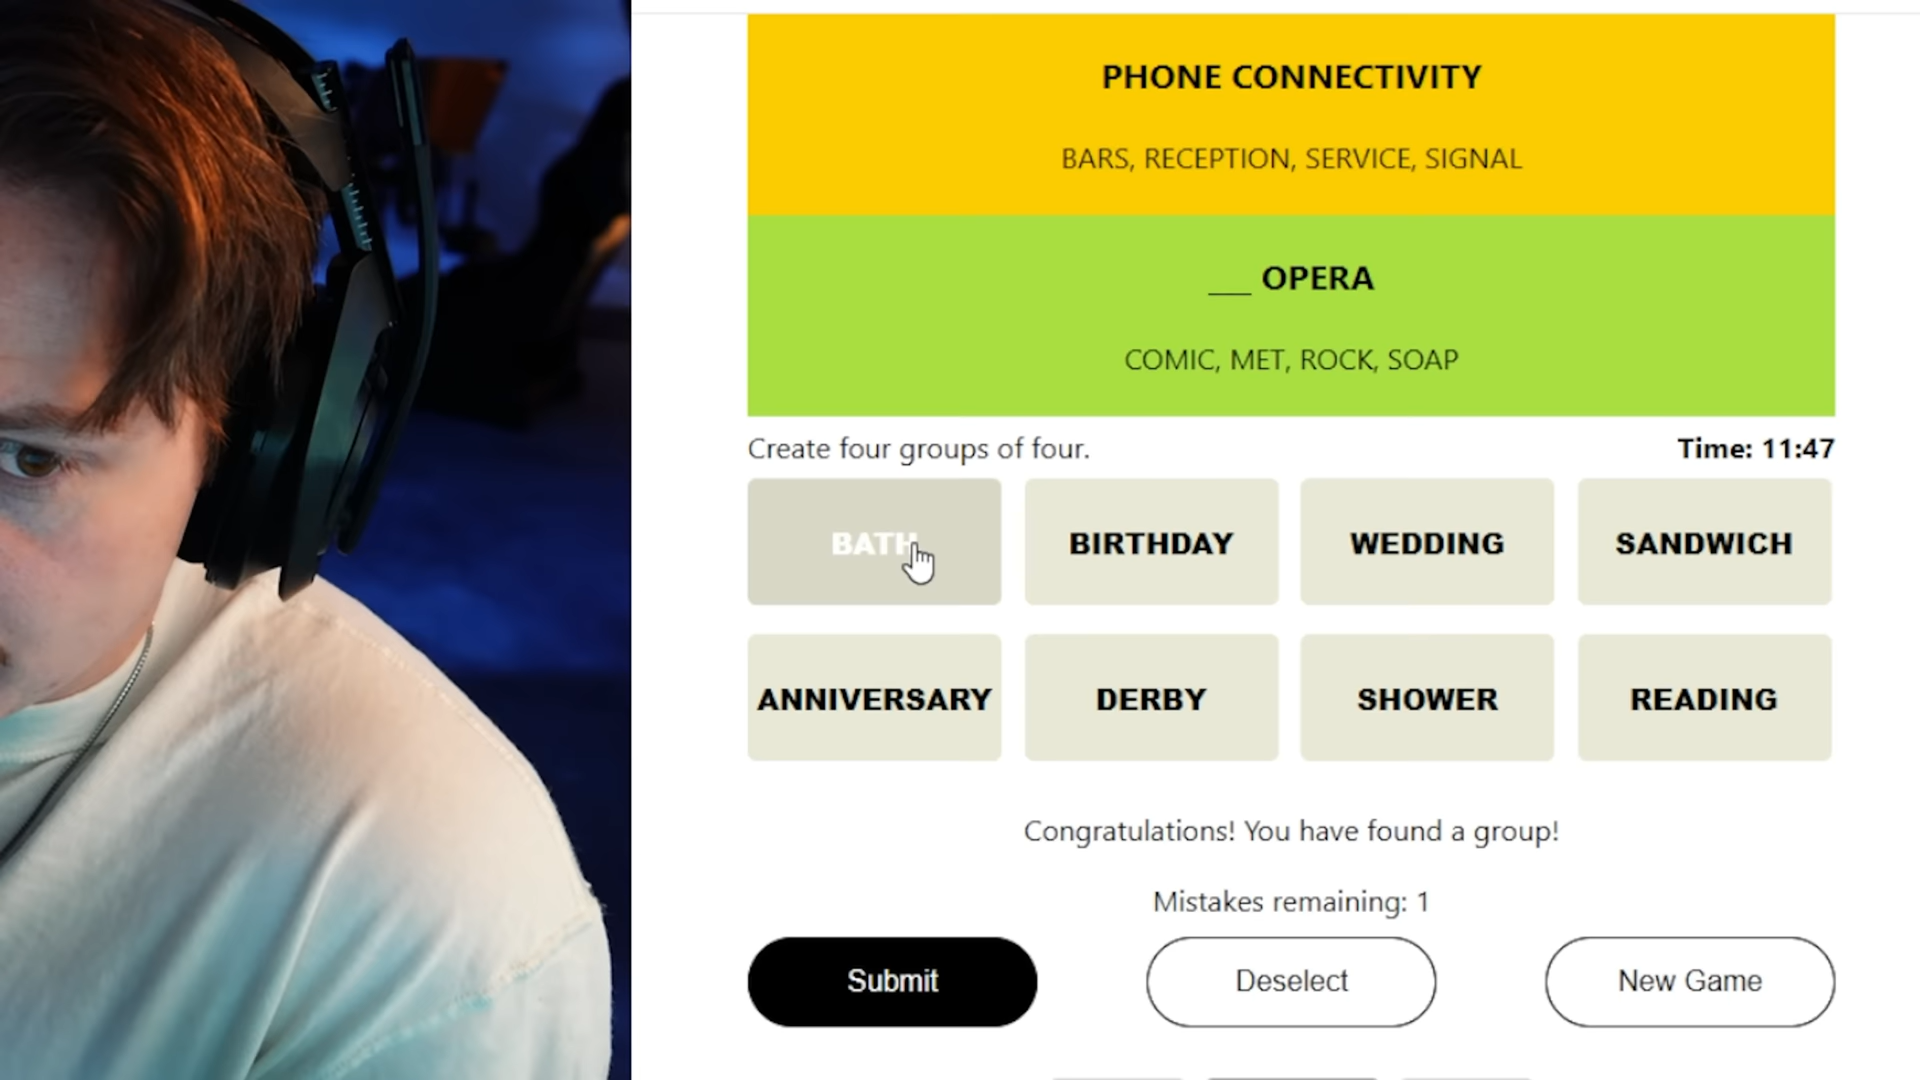 PHONE CONNECTIVITY
BARS, RECEPTION, SERVICE, SIGNAL
___ OPERA
COMIC, MET, ROCK, SOAP
Create four groups of four.
Time: 11:47
BATH
BIRTHDAY
WEDDING
SANDWICH
ANNIVERSARY
DERBY
SHOWER
READING
Congratulations! You have found a group!
Mistakes remaining: 1
Submit
Deselect
New Game